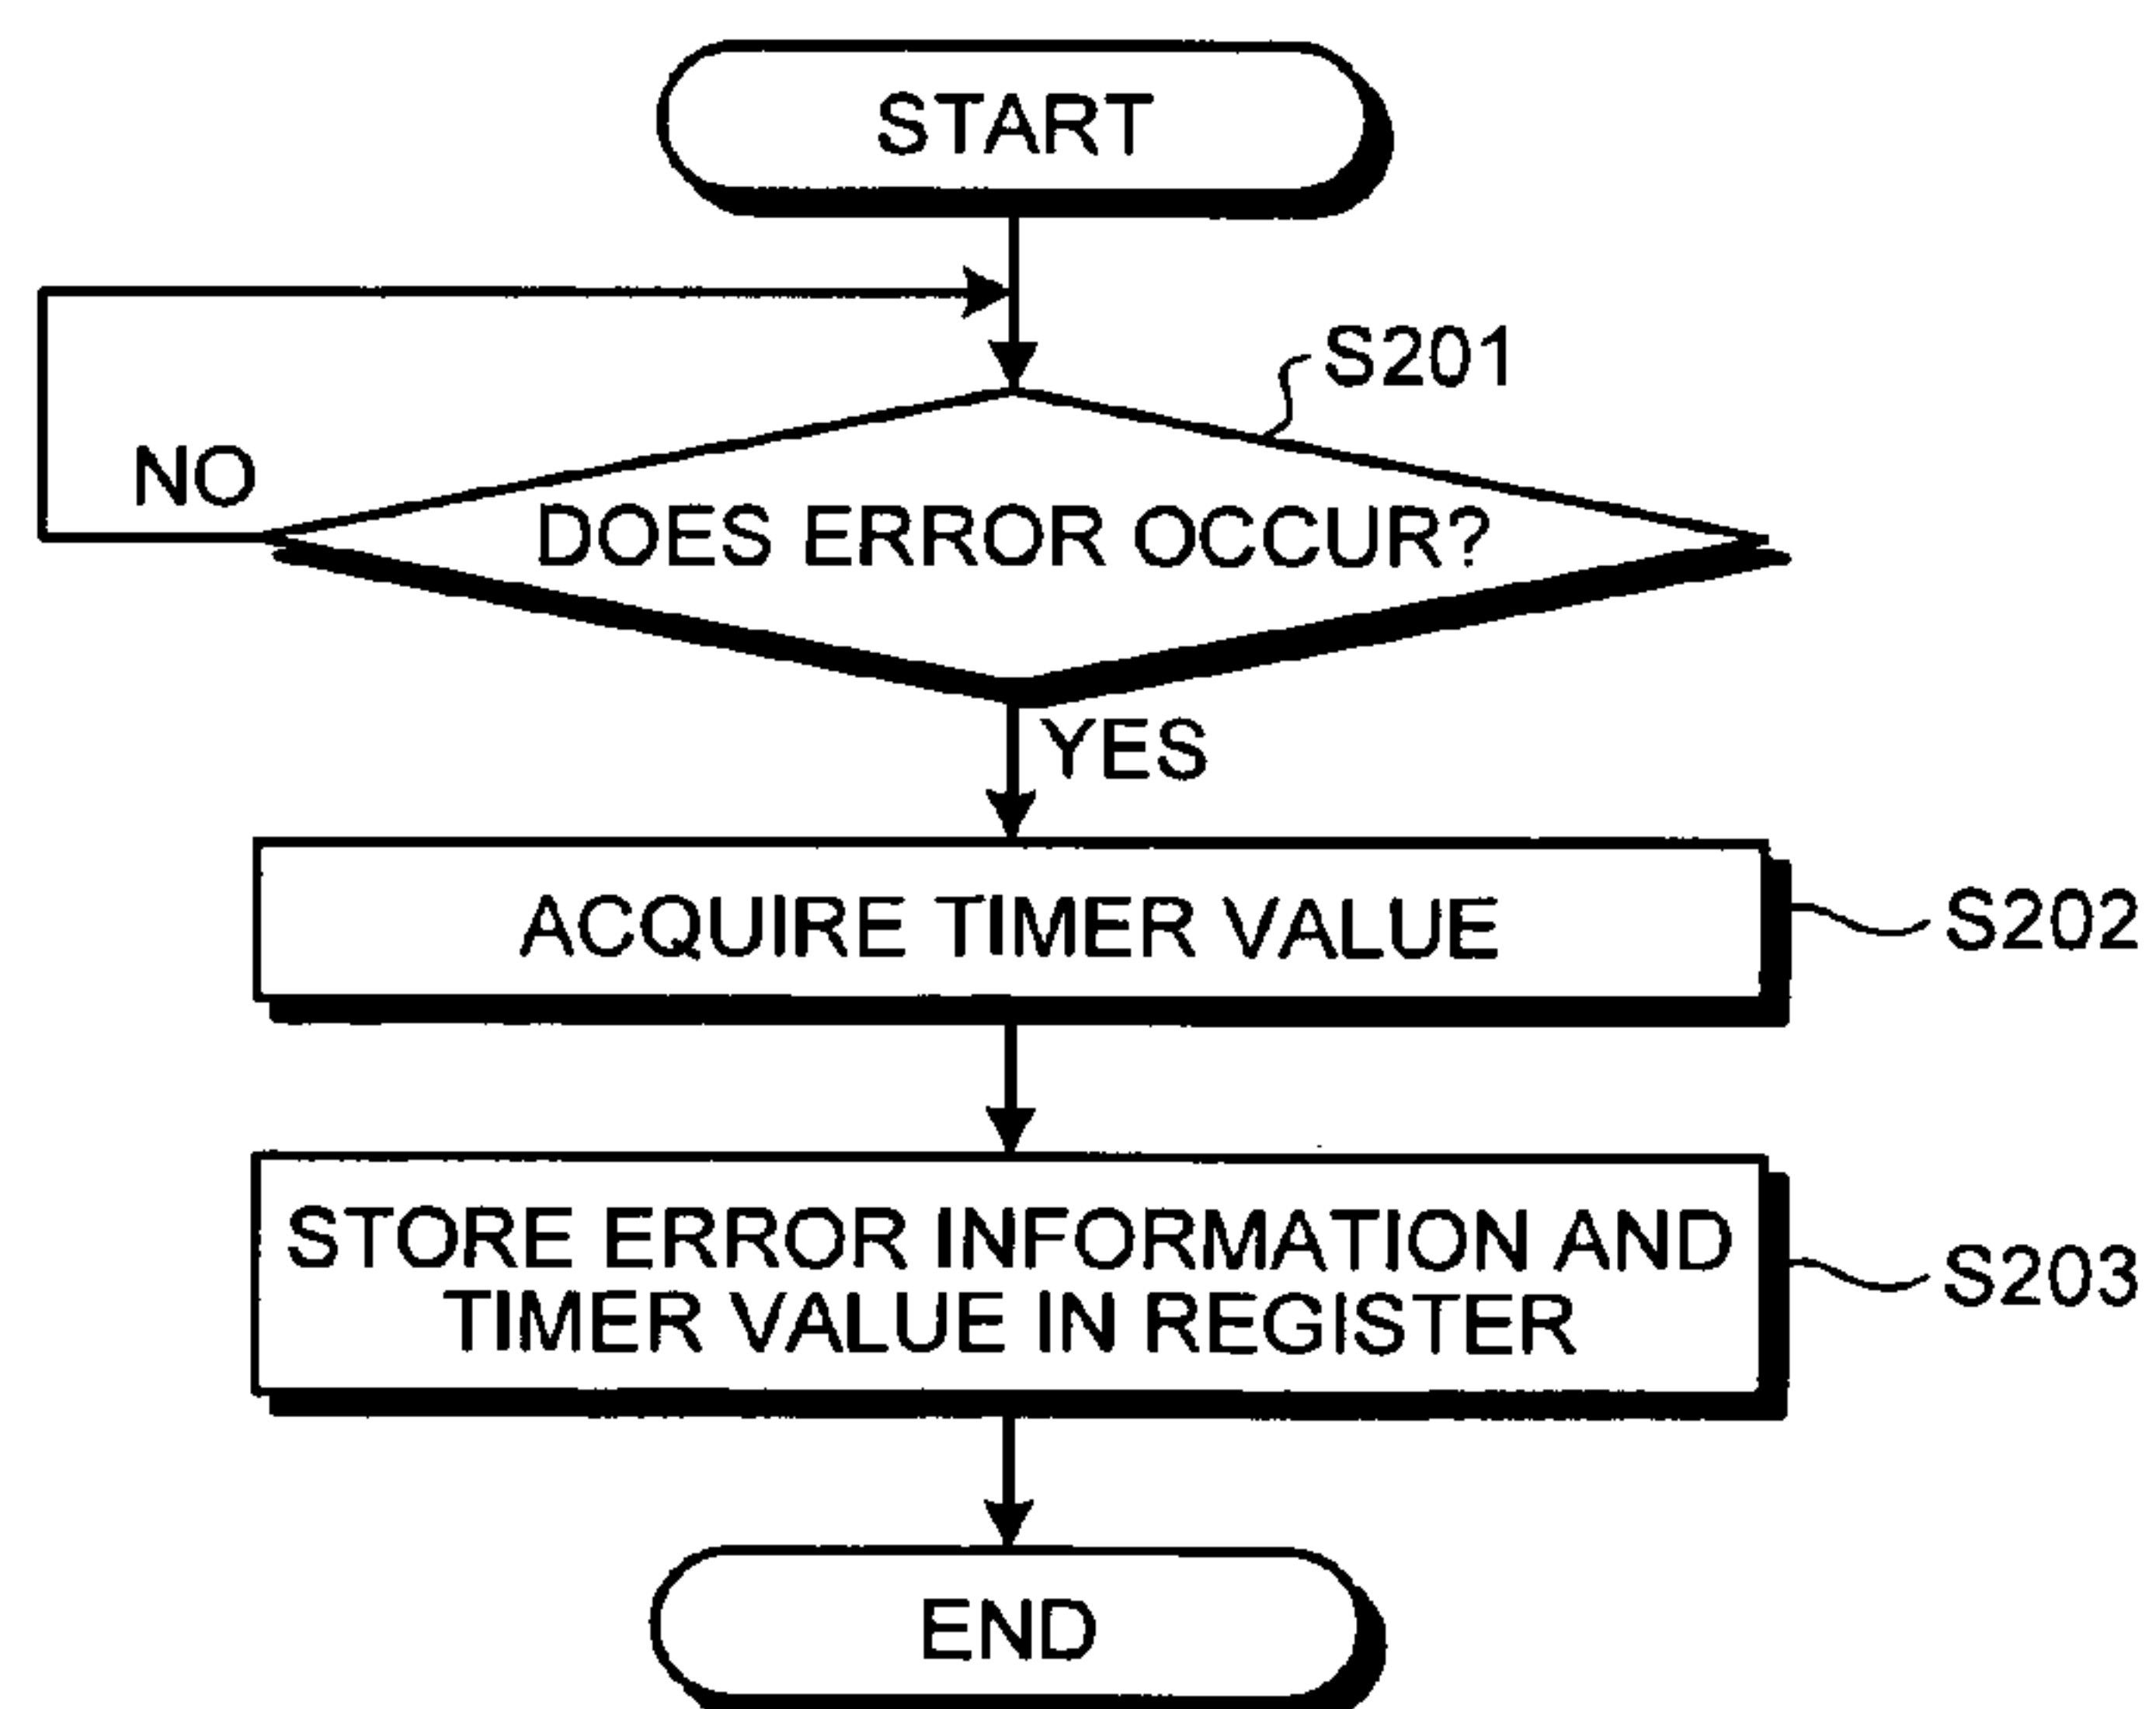 START
S201
NO
DOES ERROR OCCUR?
YES
ACQUIRE TIMER VALUE
S202
STORE ERROR INFORMATION AND
TIMER VALUE IN REGISTER
S203
END